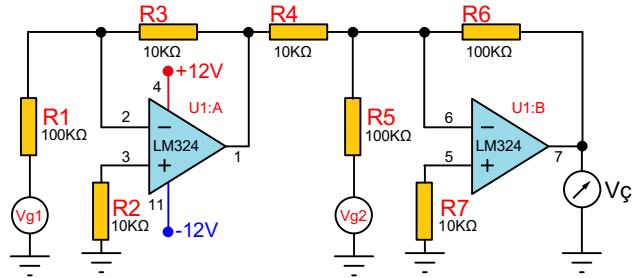 R3
10KΩ
R4
10KΩ
R6
100KΩ
+12V
4
U1:A
R1
100KΩ
2
LM324
3
1
R2
10KΩ
11
-12V
Vg1
R5
100KΩ
Vg2
U1:B
6
LM324
5
7
R7
10KΩ
Vç